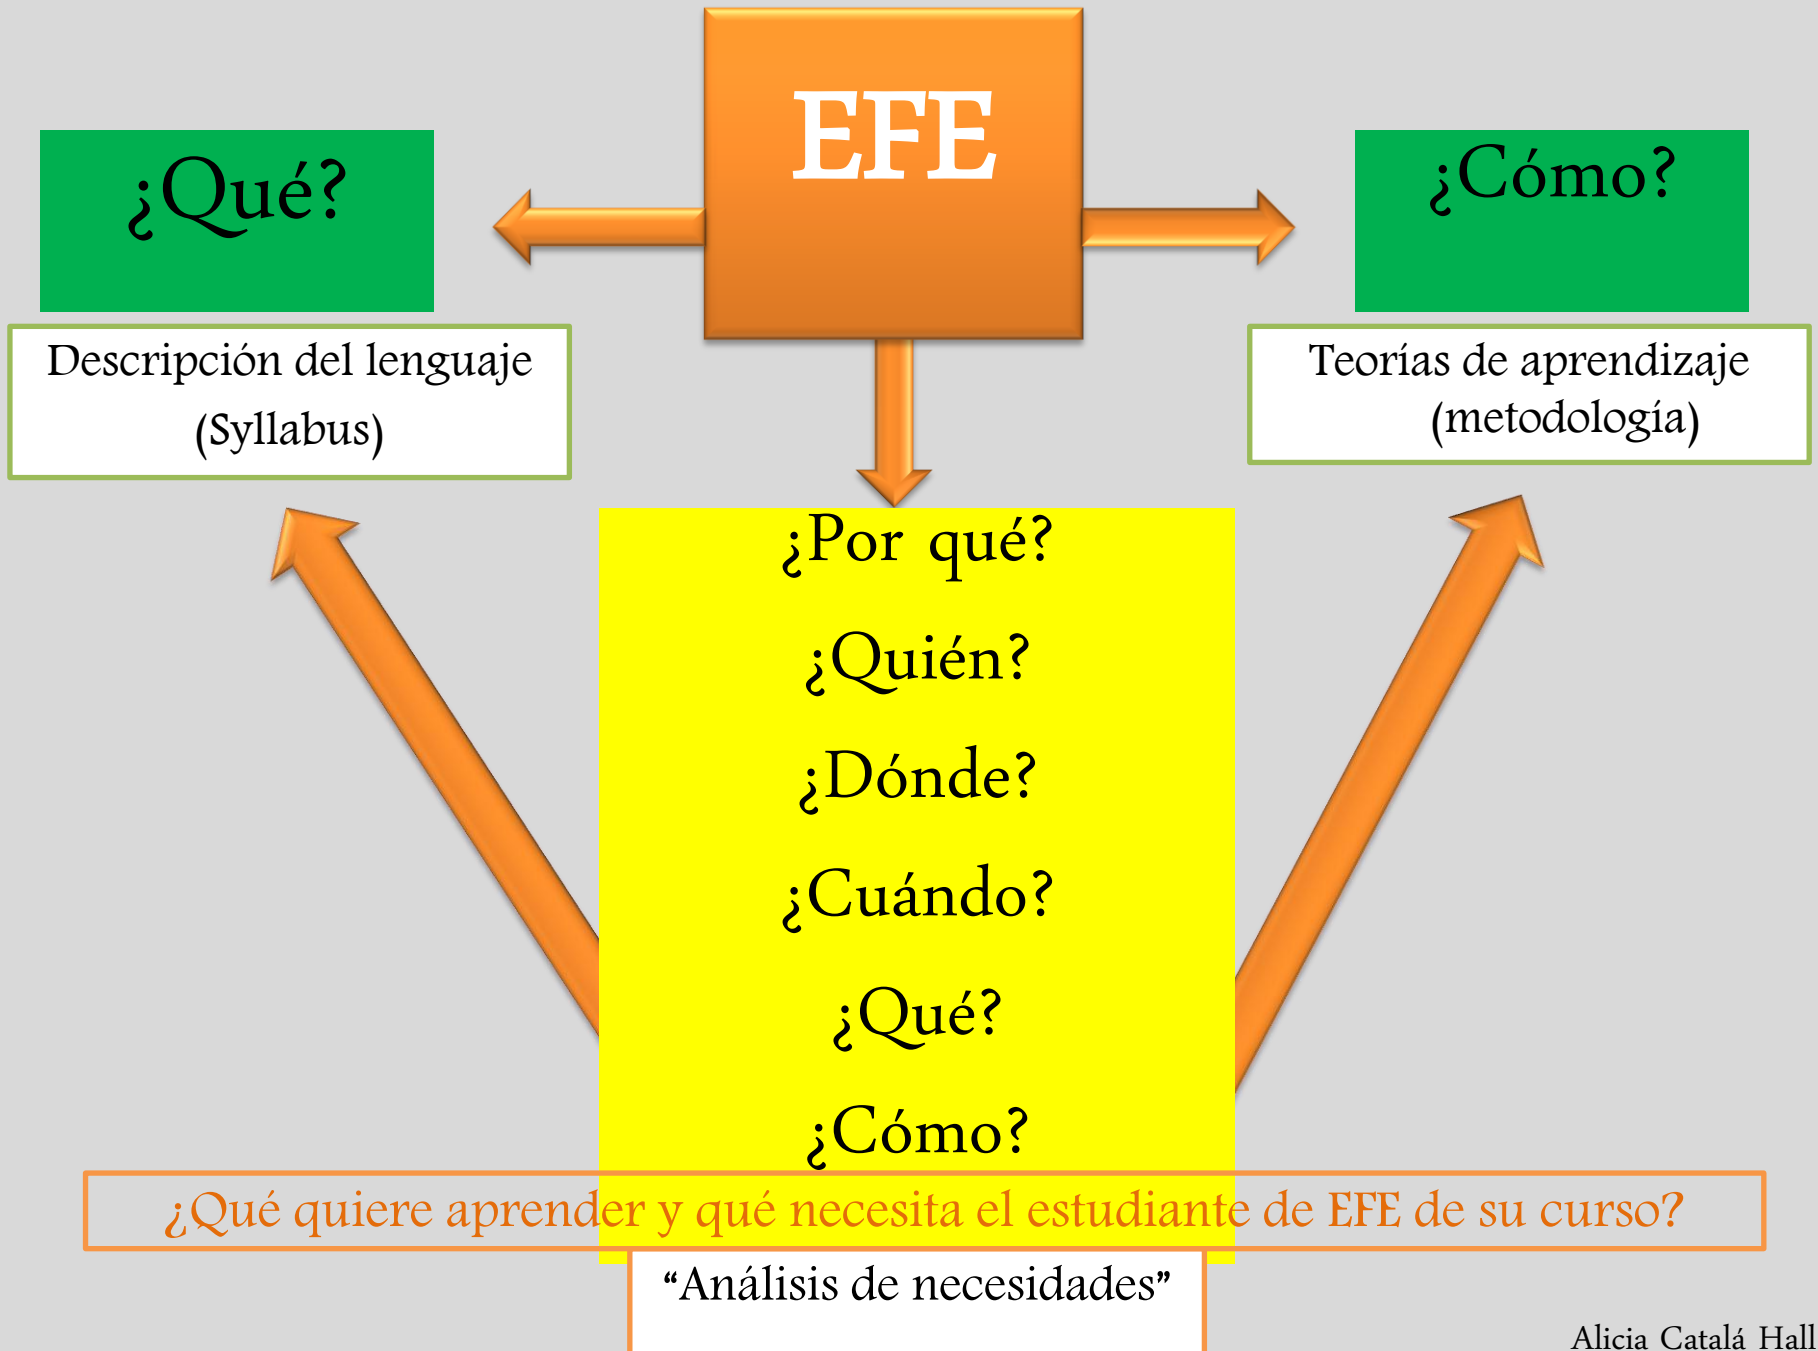 EFE
¿Qué?
¿Cómo?
Descripción del lenguaje
(Syllabus)
Teorías de aprendizaje
(metodología)
¿Por qué?
¿Quién?
¿Dónde?
¿Cuándo?
¿Qué?
¿Cómo?
¿Qué quiere aprender y qué necesita el estudiante de EFE de su curso?
“Análisis de necesidades”
Alicia Catalá Hall